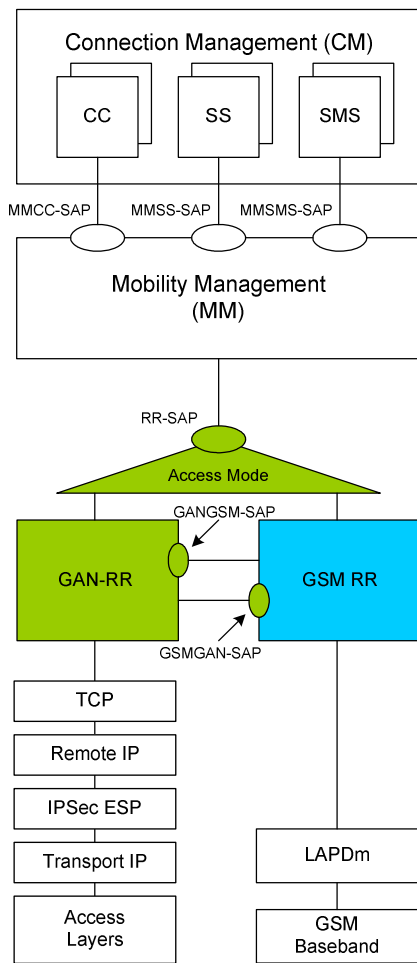 Connection Management (CM)
CC
SS
SMS
MMCC-SAP
MMSS-SAP
MMSMS-SAP
Mobility Management
(MM)
RR-SAP
Access Mode
GANGSM-SAP
GAN-RR
GSM RR
GSMGAN-SAP
TCP
Remote IP
IPSec ESP
Transport IP
LAPDm
Access
Layers
GSM
Baseband